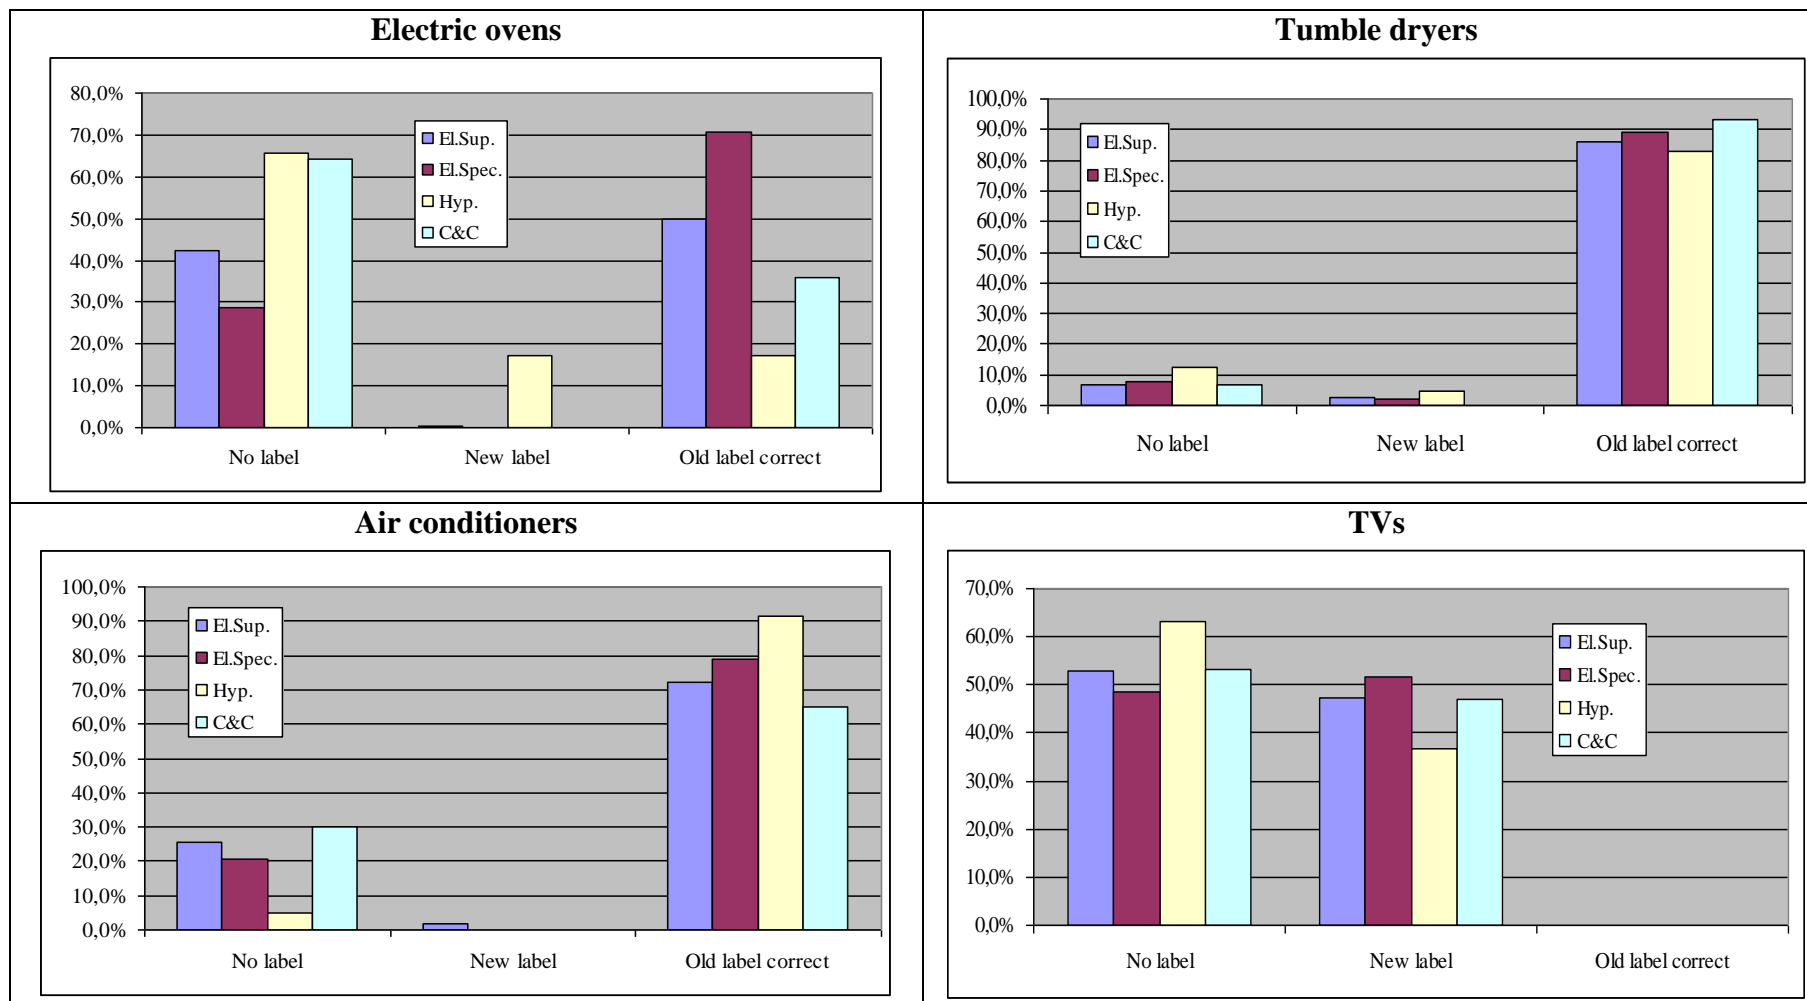 Electric ovens
80,0%
70,0%
60,0%
50,0%
40,0%
30,0%
20,0%
10,0%
0,0%
El.Sup.
El.Spec.
Hyp.
C&C
No label
New label
Old label correct
Tumble dryers
100,0%
90,0%
80,0%
70,0%
60,0%
50,0%
40,0%
30,0%
20,0%
10,0%
0,0%
El.Sup.
El.Spec.
Hyp.
C&C
No label
New label
Old label correct
Air conditioners
100,0%
90,0%
80,0%
70,0%
60,0%
50,0%
40,0%
30,0%
20,0%
10,0%
0,0%
El.Sup.
El.Spec.
Hyp.
C&C
No label
New label
Old label correct
TVs
70,0%
60,0%
50,0%
40,0%
30,0%
20,0%
10,0%
0,0%
El.Sup.
El.Spec.
Hyp.
C&C
No label
New label
Old label correct